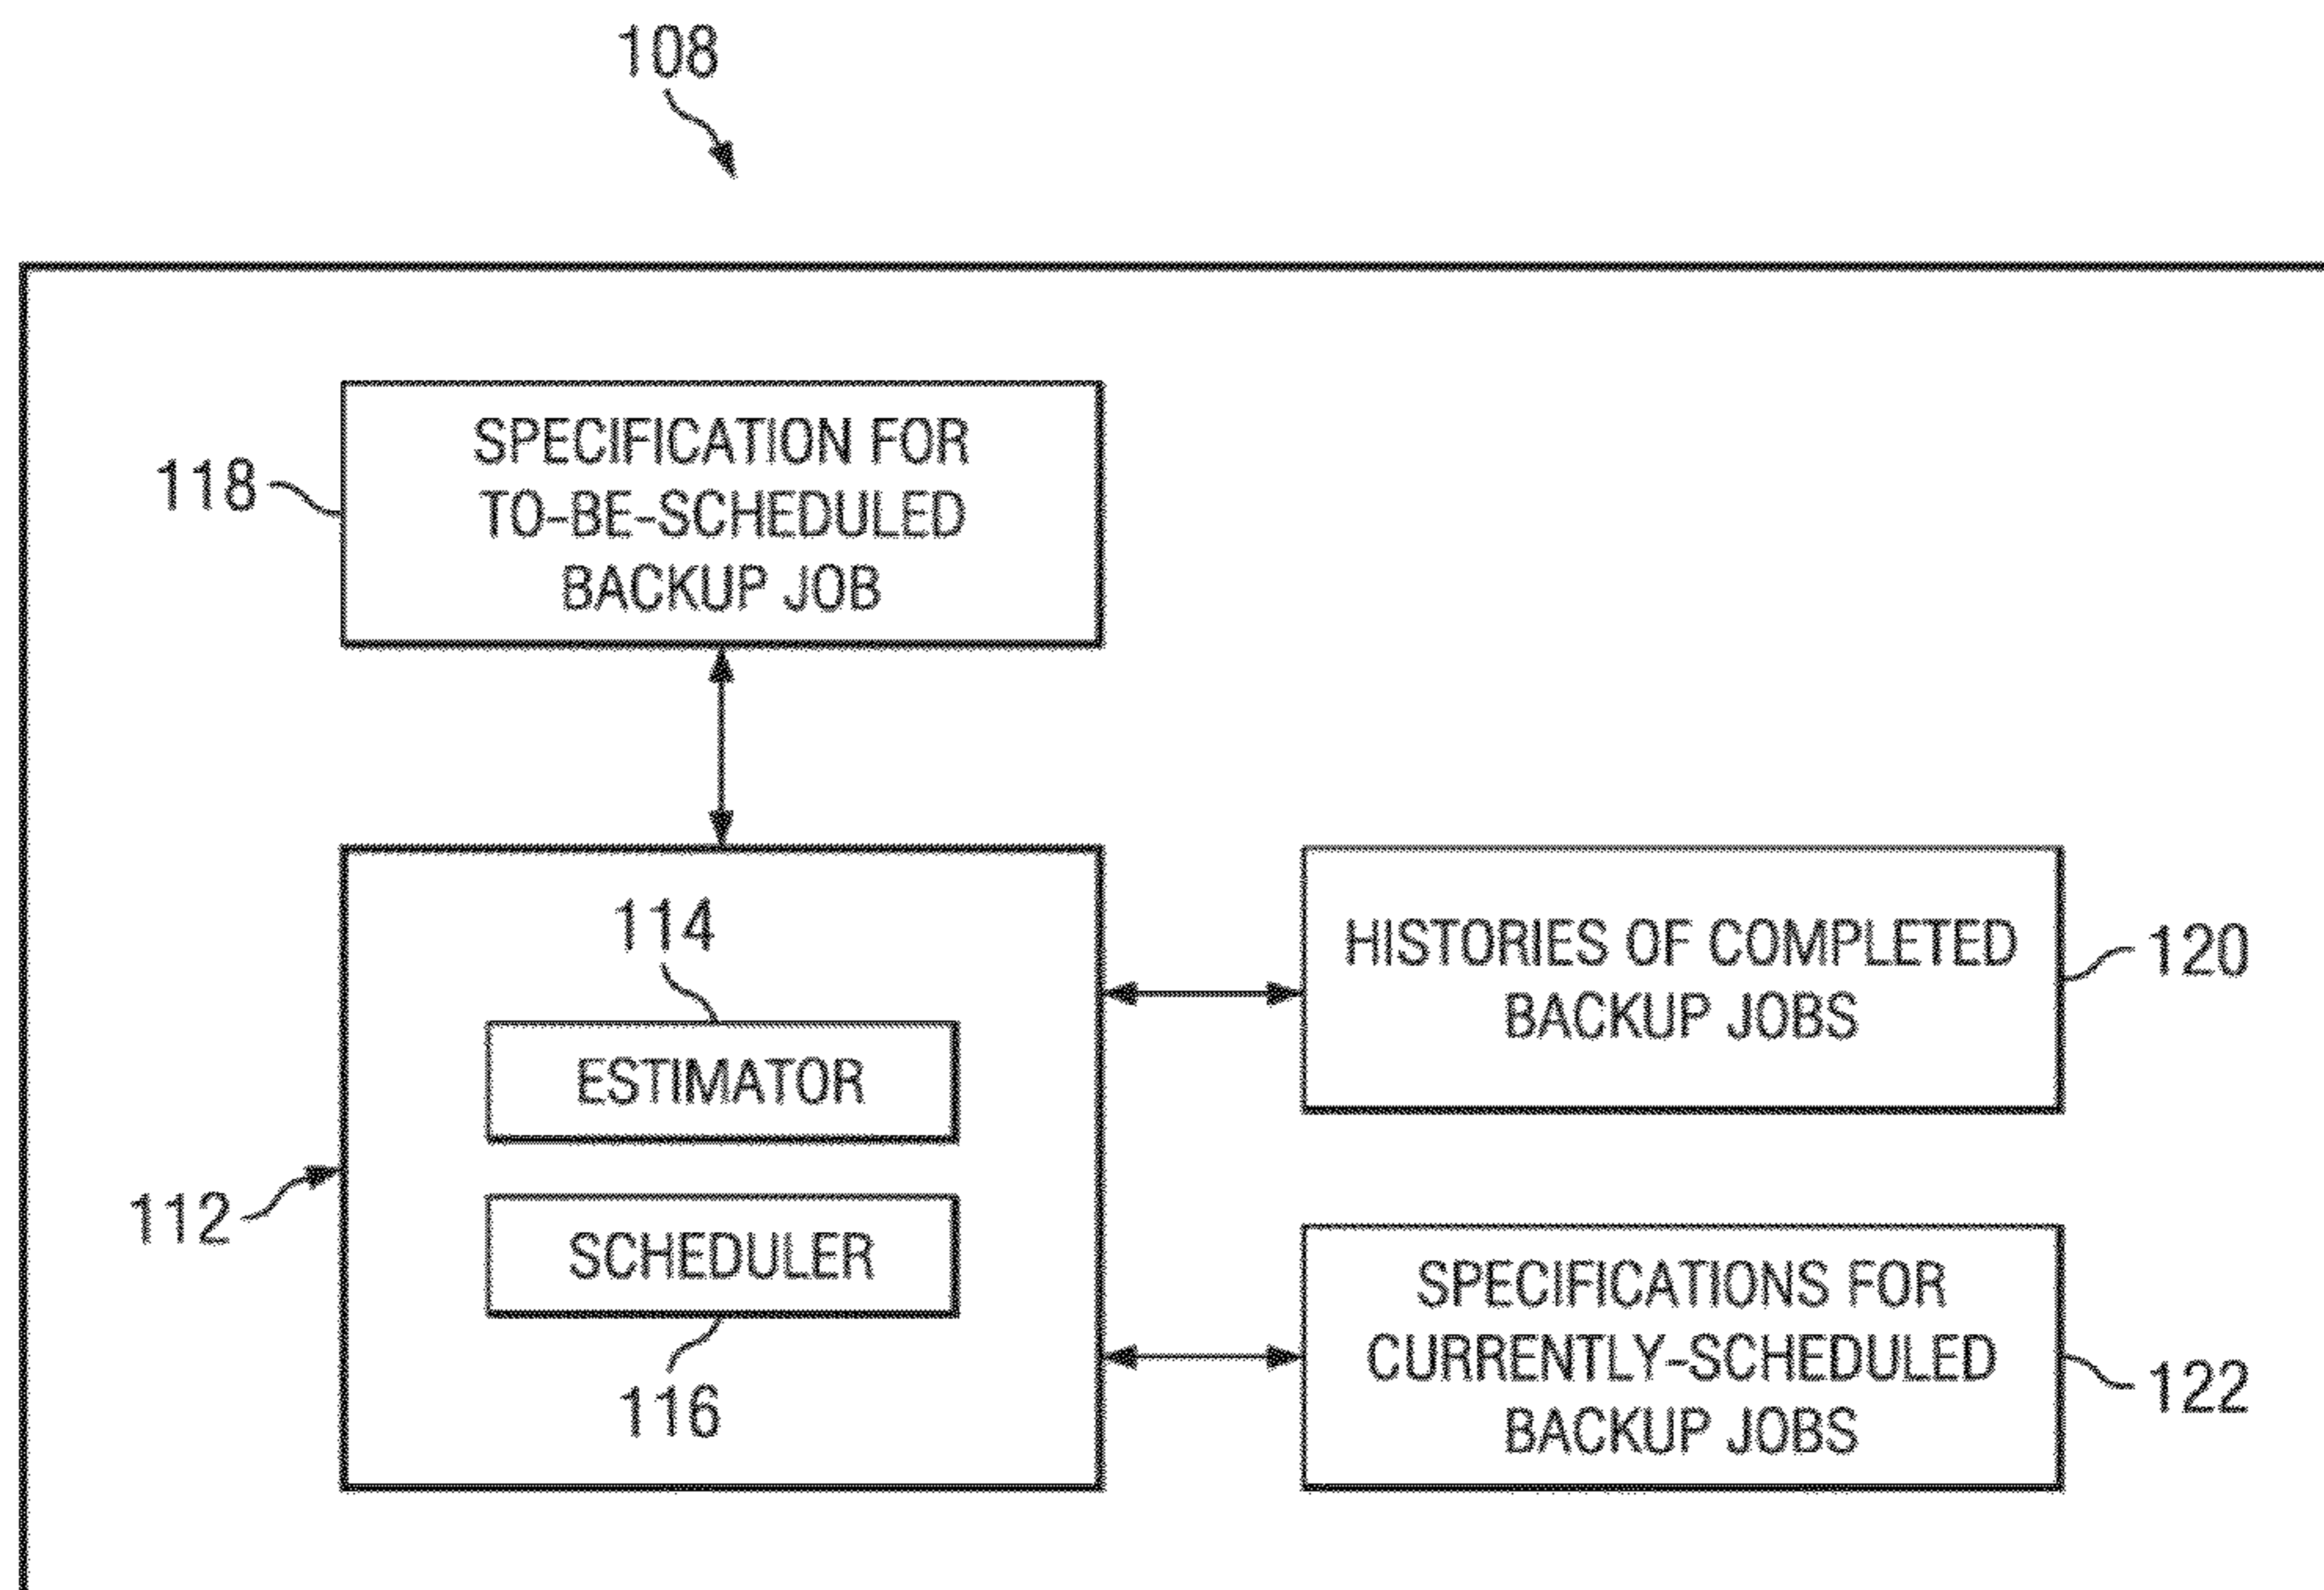 108
118
SPECIFICATION FOR
TO-BE-SCHEDULED
BACKUP JOB
114
ESTIMATOR
112
SCHEDULER
116
HISTORIES OF COMPLETED
BACKUP JOBS
120
SPECIFICATIONS FOR
CURRENTLY-SCHEDULED
BACKUP JOBS
122